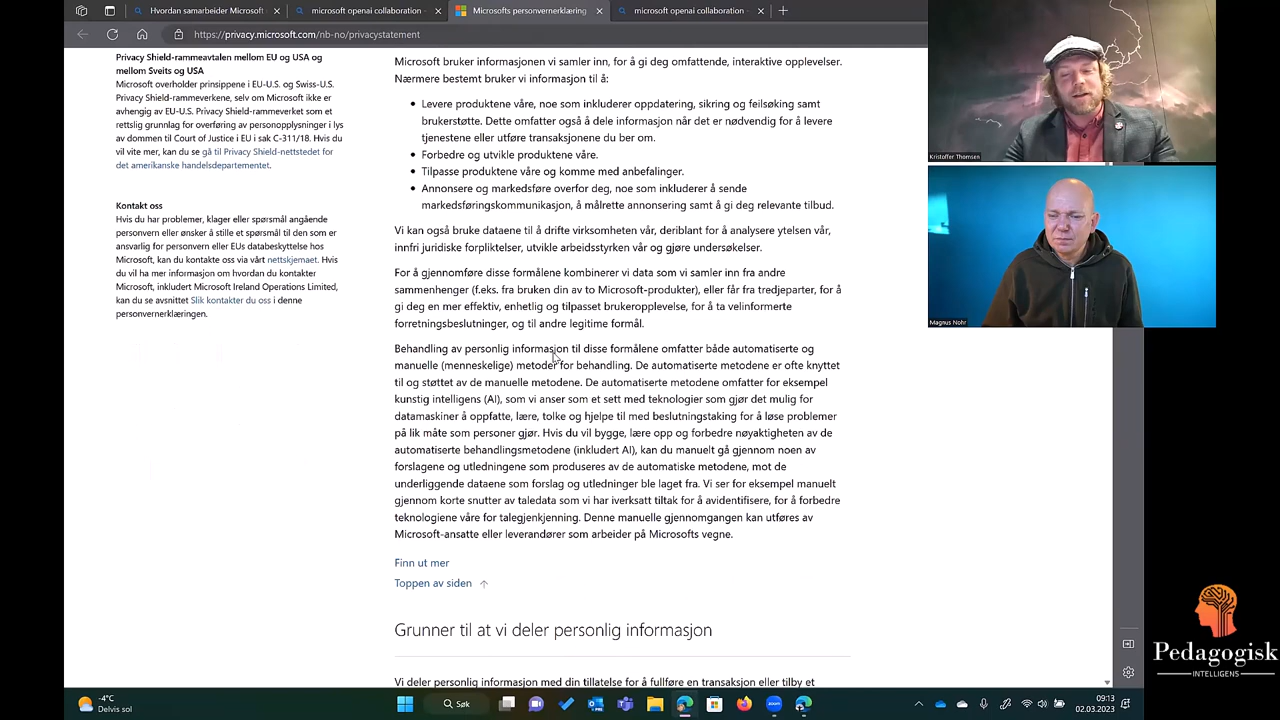 Hvordan samarbeider Microsoft
microsoft openai collaboration -
Microsofts personvernerklæring
microsoft openai collaboration -
https://privacy.microsoft.com/nb-no/privacystatement
Privacy Shield-rammeavtalen mellom EU og USA og
mellom Sveits og USA
Microsoft overholder prinsippene i EU-U.S. og Swiss-U.S.
Privacy Shield-rammeverkene, selv om Microsoft ikke er
avhengig av EU-U.S. Privacy Shield-rammeverket som et
rettslig grunnlag for overføring av personopplysninger i lys
av dommen til Court of Justice i EU i sak C-311/18. Hvis du
vil vite mer, kan du se gå til Privacy Shield-nettstedet for
det amerikanske handelsdepartementet.
Kontakt oss
Hvis du har problemer, klager eller spørsmål angående
personvern eller ønsker å stille et spørsmål til den som er
ansvarlig for personvern eller EUs databeskyttelse hos
Microsoft, kan du kontakte oss via vårt nettskjemaet. Hvis
du vil ha mer informasjon om hvordan du kontakter
Microsoft, inkludert Microsoft Ireland Operations Limited,
kan du se avsnittet Slik kontakter du oss i denne
personvernerklæringen.
Microsoft bruker informasjonen vi samler inn, for å gi deg omfattende, interaktive opplevelser.
Nærmere bestemt bruker vi informasjon til å:
• Levere produktene våre, noe som inkluderer oppdatering, sikring og feilsøking samt
brukerstøtte. Dette omfatter også å dele informasjon når det er nødvendig for å levere
tjenestene eller utføre transaksjonene du ber om.
• Forbedre og utvikle produktene våre.
• Tilpasse produktene våre og komme med anbefalinger.
• Annonsere og markedsføre overfor deg, noe som inkluderer å sende
markedsføringskommunikasjon, å målrette annonsering samt å gi deg relevante tilbud.
Vi kan også bruke dataene til å drifte virksomheten vår, deriblant for å analysere ytelsen vår,
innfri juridiske forpliktelser, utvikle arbeidsstyrken vår og gjøre undersøkelser.
For å gjennomføre disse formålene kombinerer vi data som vi samler inn fra andre
sammenhenger (f.eks. fra bruken din av to Microsoft-produkter), eller får fra tredjeparter, for å
gi deg en mer effektiv, enhetlig og tilpasset brukeropplevelse, for å ta velinformerte
forretningsbeslutninger, og til andre legitime formål.
Behandling av personlig informasjon til disse formålene omfatter både automatiserte og
manuelle (menneskelige) metoder for behandling. De automatiserte metodene er ofte knyttet
til og støttet av de manuelle metodene. De automatiserte metodene omfatter for eksempel
kunstig intelligens (AI), som vi anser som et sett med teknologier som gjør det mulig for
datamaskiner å oppfatte, lære, tolke og hjelpe til med beslutningstaking for å løse problemer
på lik måte som personer gjør. Hvis du vil bygge, lære opp og forbedre nøyaktigheten av de
automatiserte behandlingsmetodene (inkludert AI), kan du manuelt gå gjennom noen av
forslagene og utledningene som produseres av de automatiske metodene, mot de
underliggende dataene som forslag og utledninger ble laget fra. Vi ser for eksempel manuelt
gjennom korte snutter av taledata som vi har iverksatt tiltak for å avidentifisere, for å forbedre
teknologiene våre for talegjenkjenning. Denne manuelle gjennomgangen kan utføres av
Microsoft-ansatte eller leverandører som arbeider på Microsofts vegne.
Finn ut mer
Toppen av siden
Grunner til at vi deler personlig informasjon
Vi deler personlig informasjon med din tillatelse for å fullføre en transaksjon eller tilby et
Kristoffer Thomsen
Magnus Nohr
Pedagogisk
INTELLIGENS
-4°C
Delvis sol
Søk
zoom
09:13
02.03.2023